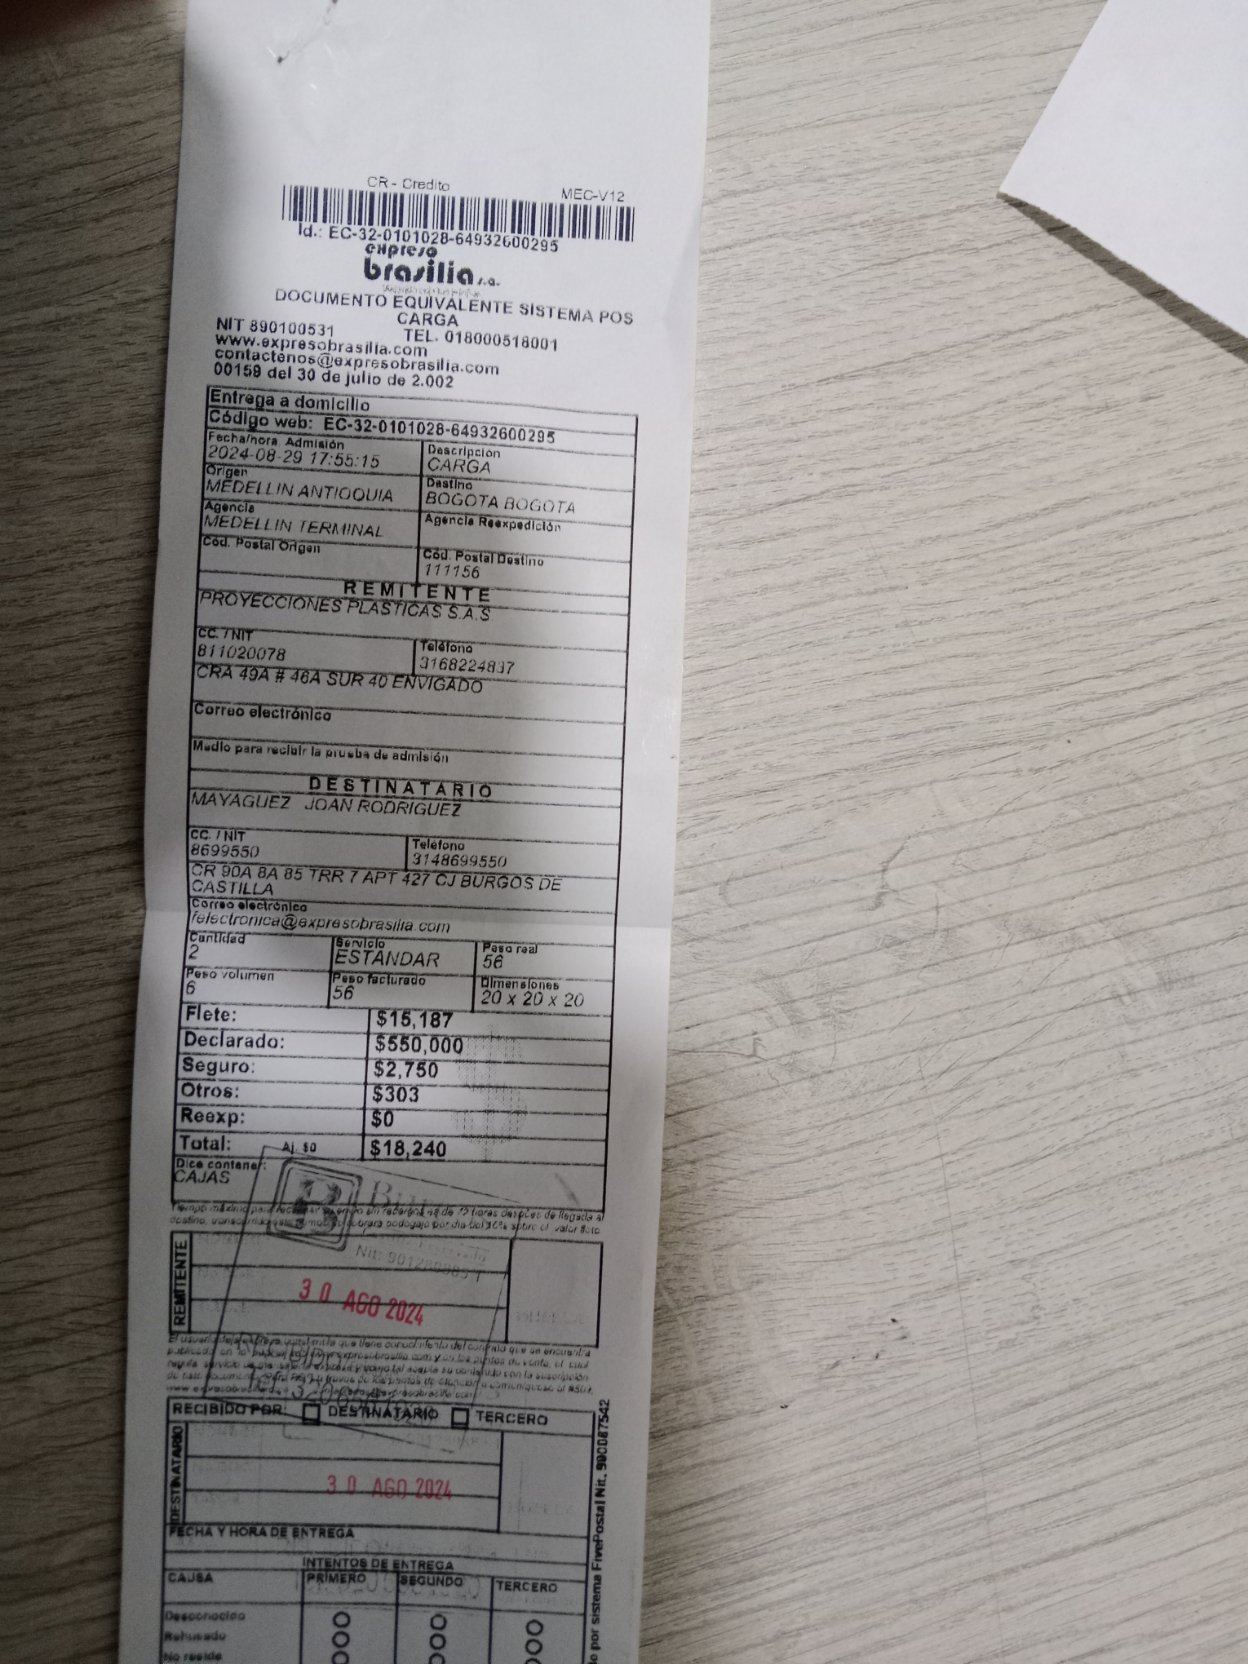 CR - Credito MEC-V12
Id.: EC-32-0101028-64932600295
expreso
brasilia s.a.
DOCUMENTO EQUIVALENTE SISTEMA POS
CARGA
NIT 890100531 TEL. 018000518001
www.expresobrasilia.com
contactenos@expresobrasilia.com
00159 del 30 de julio de 2.002
Entrega a domicilio
Código web: EC-32-0101028-64932600295
Fecha/hora Admisión Descripcion
2024-08-29 17:55:15 CARGA
Origen Destino
MEDELLIN ANTIOQUIA BOGOTA BOGOTA
Agencia Agencia Reexpedición
MEDELLIN TERMINAL
Cód. Postal Origen Cód. Postal Destino
111156
REMITENTE
PROYECCIONES PLASTICAS S.A.S
CC. / NIT Teléfono
811020078 3168224837
CRA 49A # 46A SUR 40 ENVIGADO
Correo electrónico
Medio para recibir la prueba de admisión
DESTINATARIO
MAYAGUEZ JOAN RODRIGUEZ
CC. / NIT Teléfono
8699550 3148699550
CR 90A 8A 85 TRR 7 APT 427 CJ BURGOS DE
CASTILLA
Correo electrónico
felectronica@expresobrasilia.com
Cantidad Servicio Peso real
2 ESTANDAR 56
Peso volumen Peso facturado Dimensiones
6 56 20 x 20 x 20
Flete: $15,187
Declarado: $550,000
Seguro: $2,750
Otros: $303
Reexp: $0
Total: Aj. $0 $18,240
Dice contener:
CAJAS
REMITENTE
30 AGO 2024
RECIBIDO POR: DESTINATARIO TERCERO
DESTINATARIO
30 AGO 2024
FECHA Y HORA DE ENTREGA
INTENTOS DE ENTREGA
CAUSA PRIMERO SEGUNDO TERCERO
Desconocido
Rehusado
No reside
por sistema FivePostal Nit. 900087542